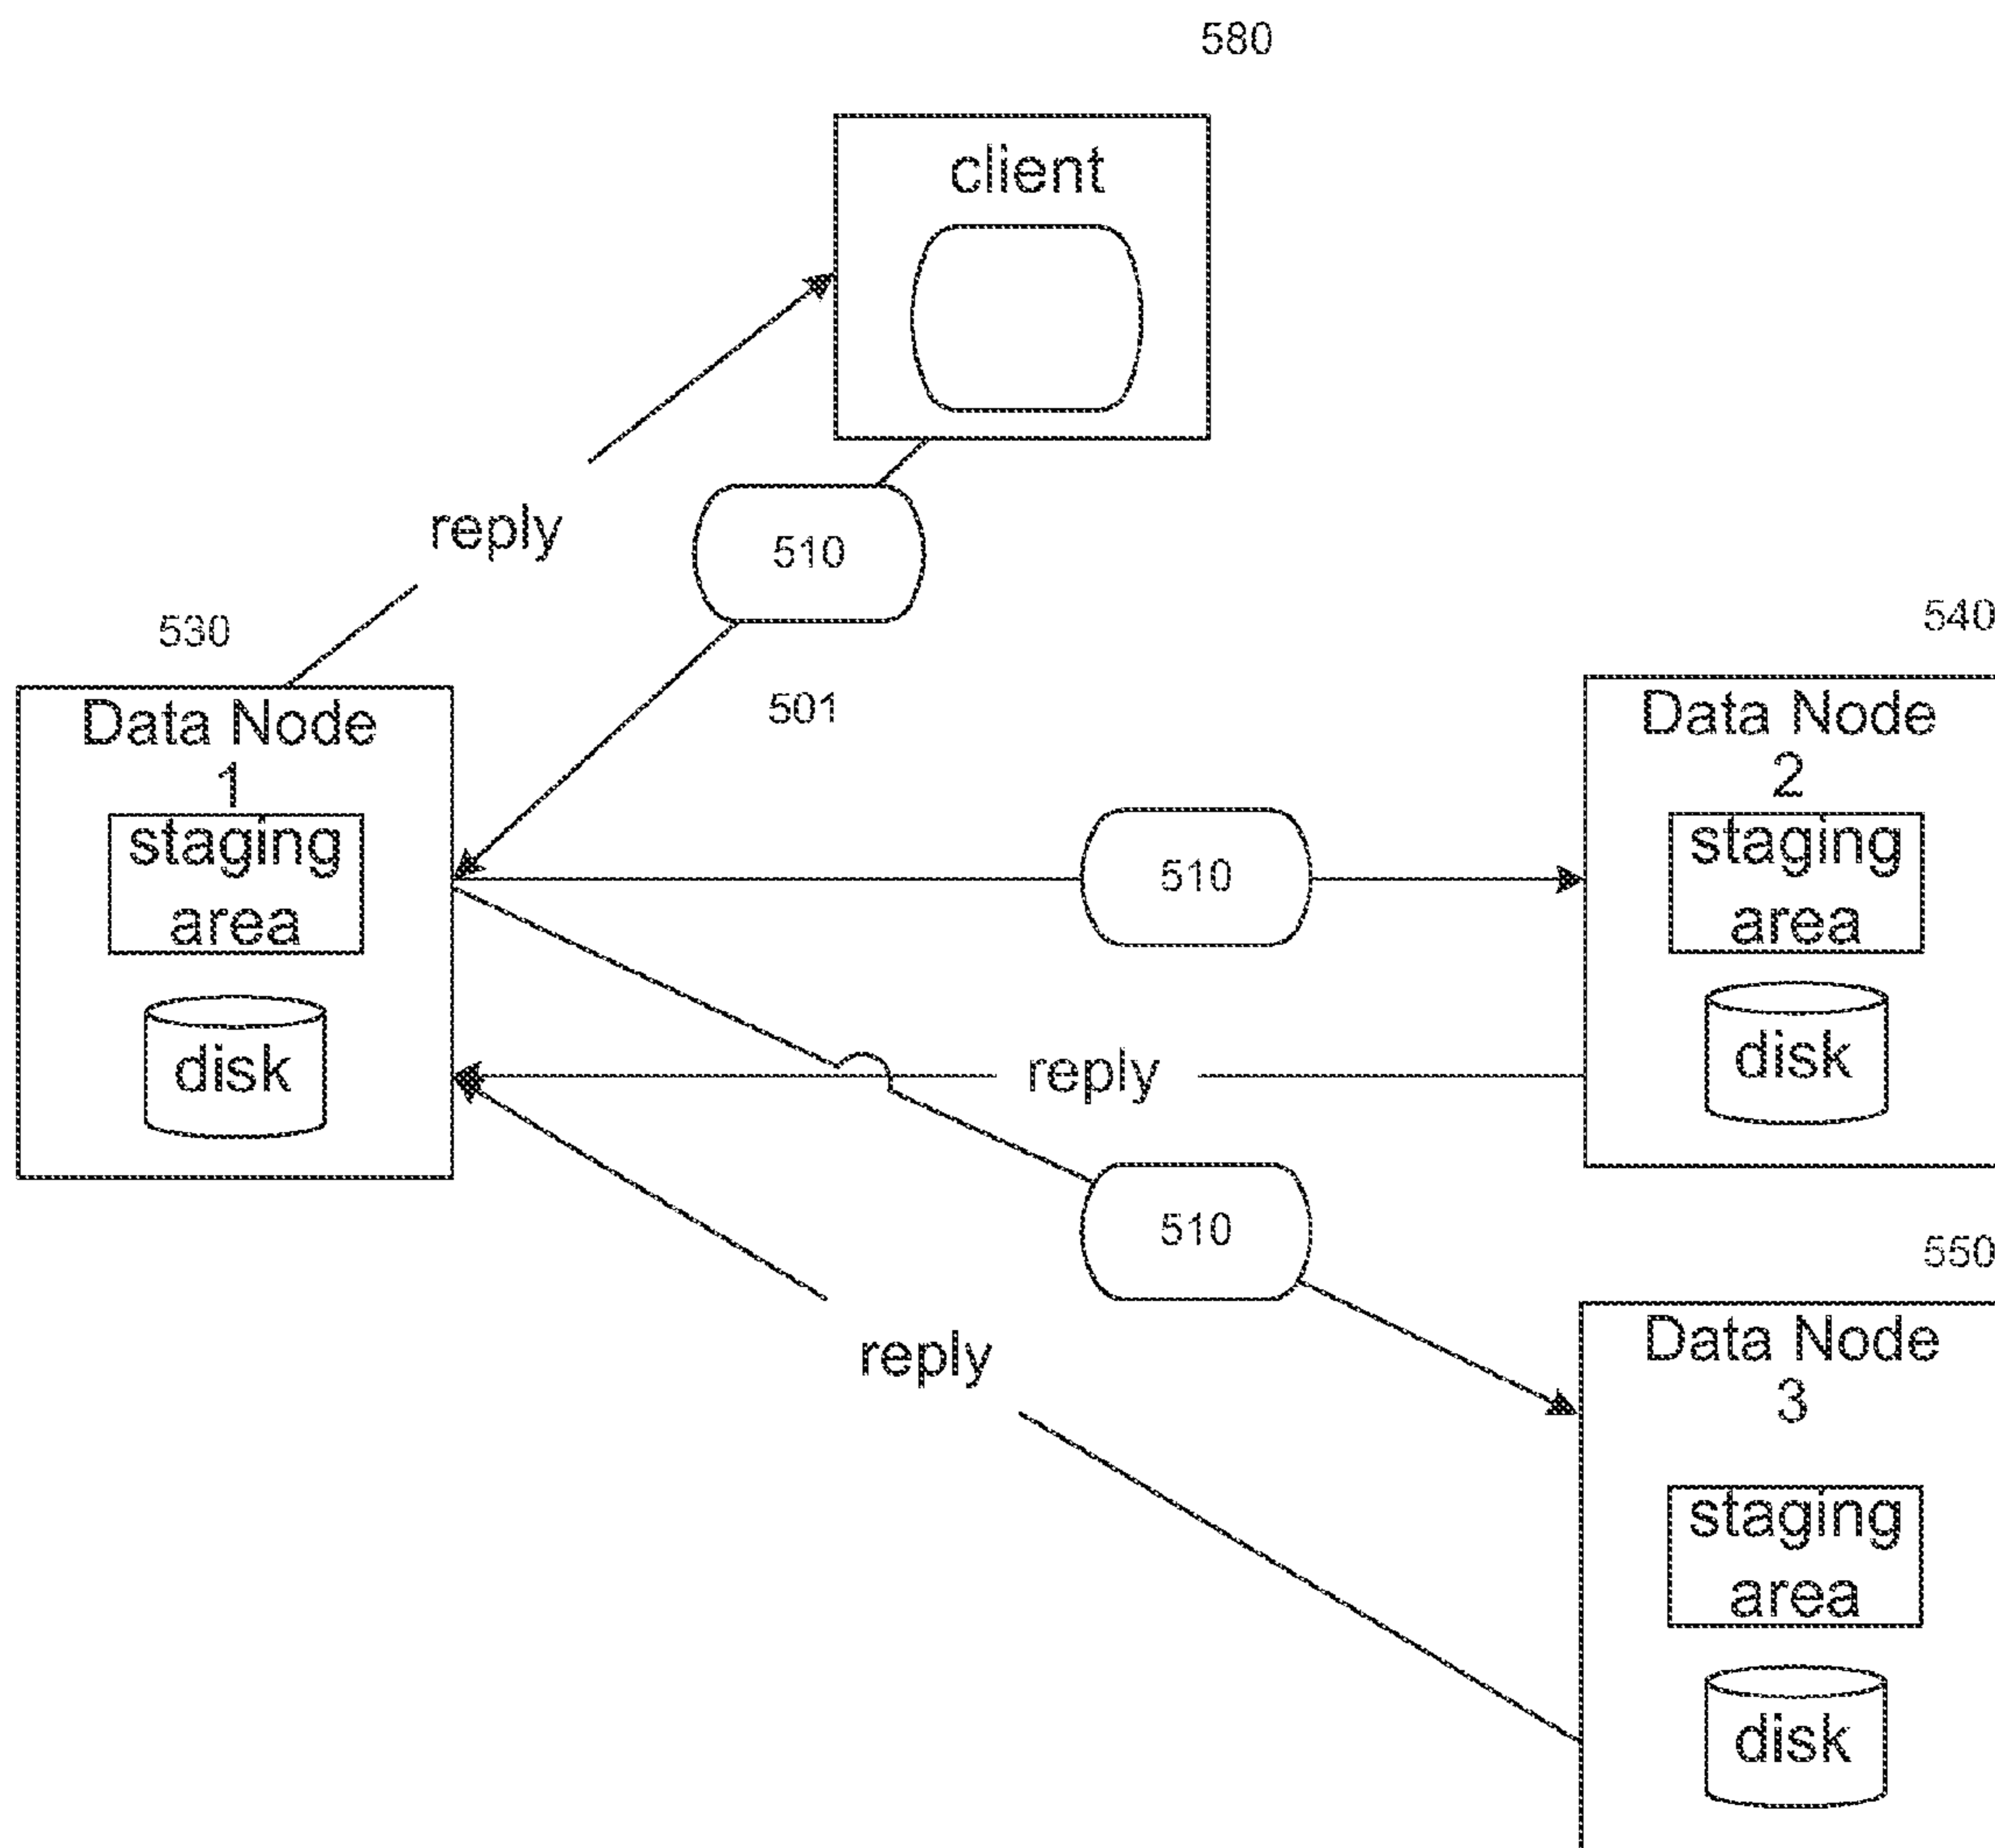 580
client
reply
510
530
540
501
Data Node
1
staging
area
disk
Data Node
2
staging
area
disk
510
reply
510
550
reply
Data Node
3
staging
area
disk